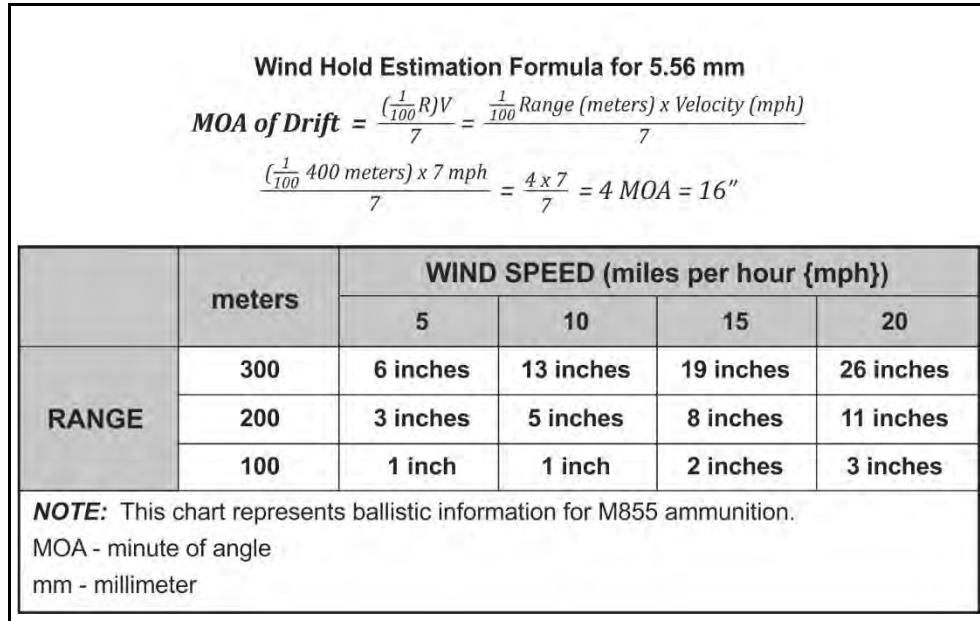 Wind Hold Estimation Formula for 5.56 mm
MOA of Drift = ((1/100 R)V)/7 = (1/100 Range (meters) x Velocity (mph))/7
((1/100 400 meters) x 7 mph)/7 = (4 x 7)/7 = 4 MOA = 16"
meters WIND SPEED (miles per hour {mph})
5 10 15 20
RANGE
300 6 inches 13 inches 19 inches 26 inches
200 3 inches 5 inches 8 inches 11 inches
100 1 inch 1 inch 2 inches 3 inches
NOTE: This chart represents ballistic information for M855 ammunition.
MOA - minute of angle
mm - millimeter